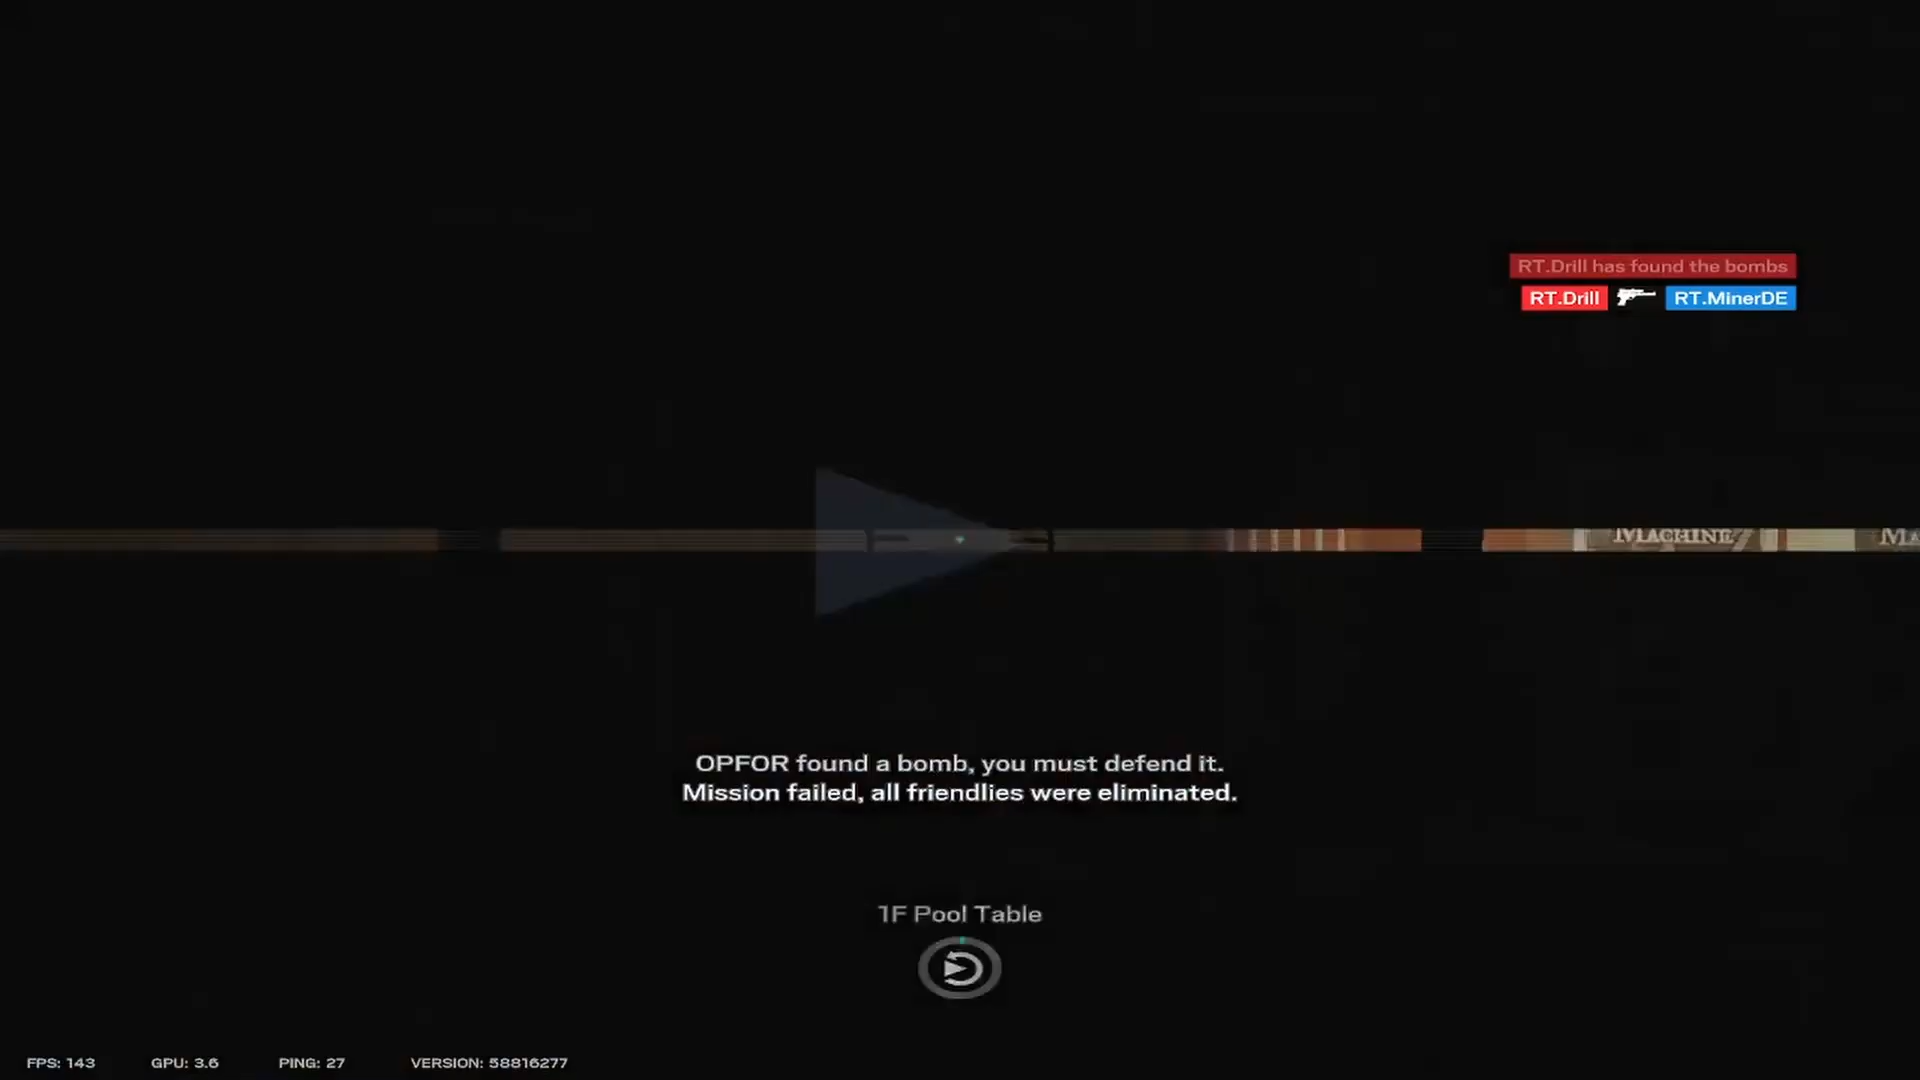 RT.Drill has found the bombs
RT.Drill RT.MinerDE
MACHINE
OPFOR found a bomb, you must defend it.
Mission failed, all friendlies were eliminated.
1F Pool Table
FPS: 143 GPU: 3.6 PING: 27 VERSION: 58816277